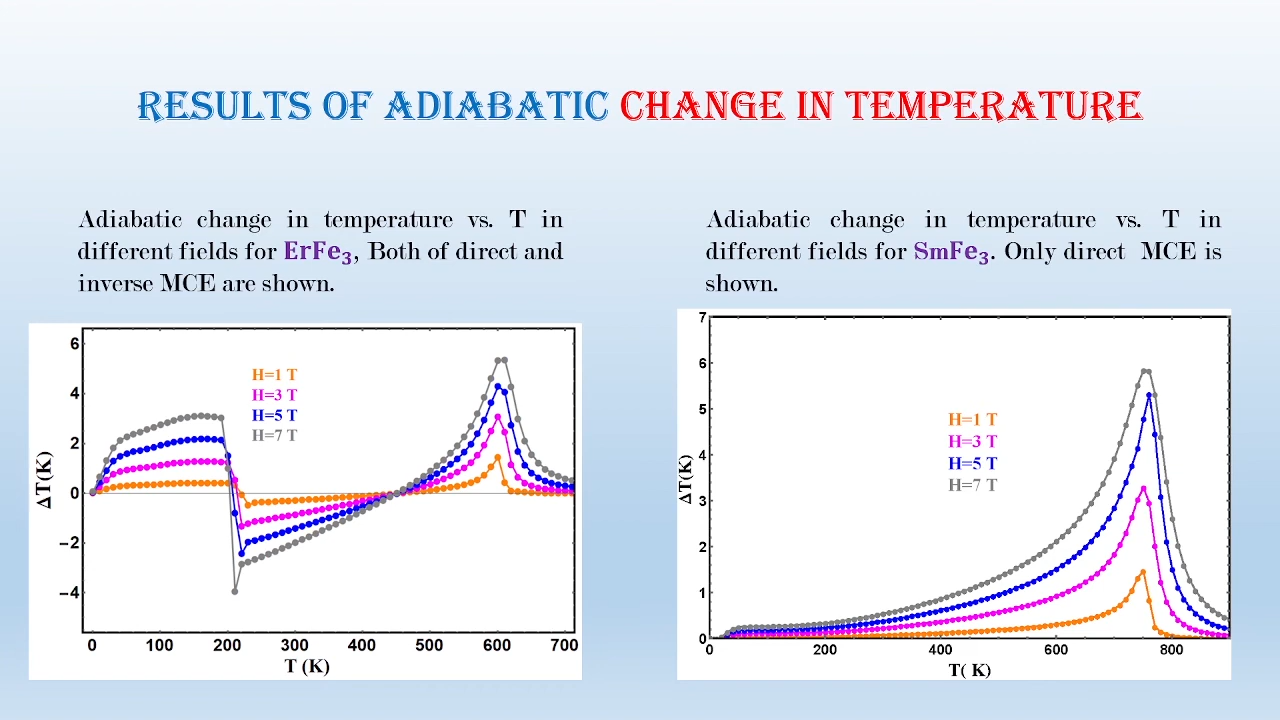 RESULTS OF ADIABATIC CHANGE IN TEMPERATURE
Adiabatic change in temperature vs. T in
different fields for ErFe₃, Both of direct and
inverse MCE are shown.
6
4
2
0
−2
−4
ΔT(K)
H=1 T
H=3 T
H=5 T
H=7 T
0 100 200 300 400 500 600 700
T (K)
Adiabatic change in temperature vs. T in
different fields for SmFe₃. Only direct MCE is
shown.
7
6
5
4
3
2
1
0
ΔT(K)
H=1 T
H=3 T
H=5 T
H=7 T
0 200 400 600 800
T( K)